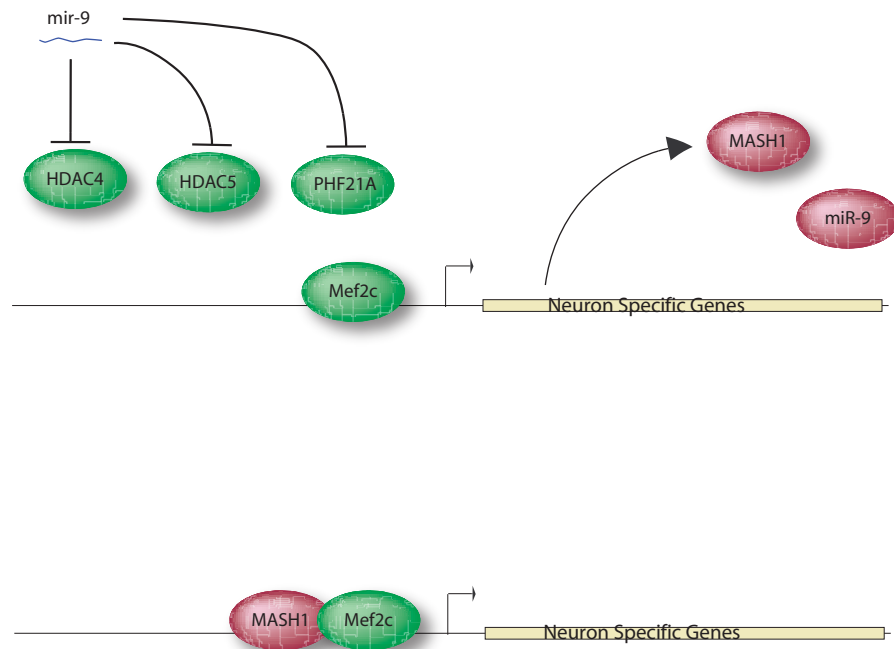 mir-9
HDAC4
HDAC5
PHF21A
MASH1
miR-9
Mef2c
Neuron Specific Genes
MASH1
Mef2c
Neuron Specific Genes